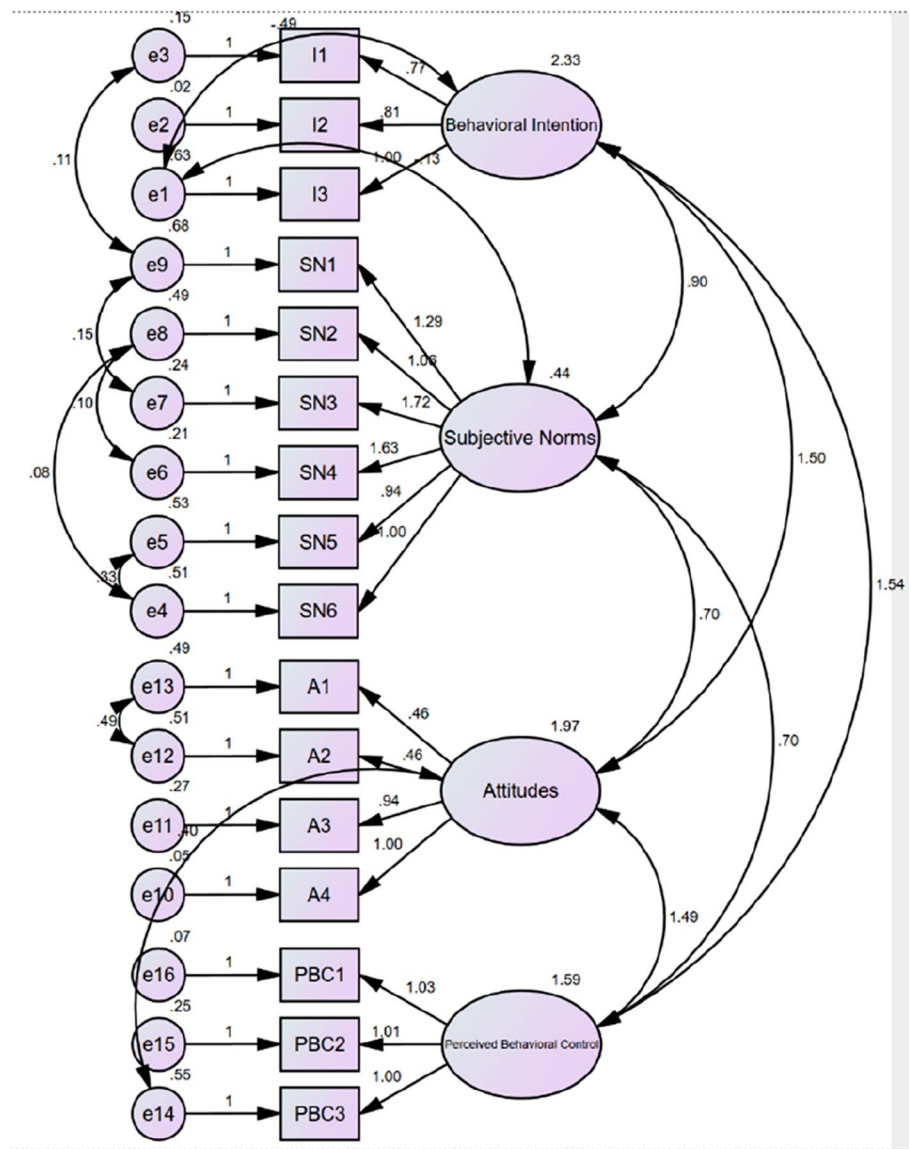 .15
-.49
e3
1
I1
.77
2.33
.02
e2
1
I2
.81
Behavioral Intention
.63
.11
1.00
-.13
e1
1
I3
.68
e9
1
SN1
.90
.49
1.29
.15
e8
1
SN2
1.06
.24
.44
.10
e7
1
SN3
1.72
Subjective Norms
.21
1.63
1.50
.08
e6
1
SN4
.94
.53
e5
1
SN5
1.00
.33
.51
1.54
e4
1
SN6
.70
.49
e13
1
A1
.46
1.97
.49
.51
.70
e12
1
A2
.46
.27
Attitudes
e11
1
A3
.94
.40
.05
1.00
e10
1
A4
1.49
.07
e16
1
PBC1
1.03
1.59
.25
e15
1
PBC2
1.01
Perceived Behavioral Control
.55
1.00
e14
1
PBC3